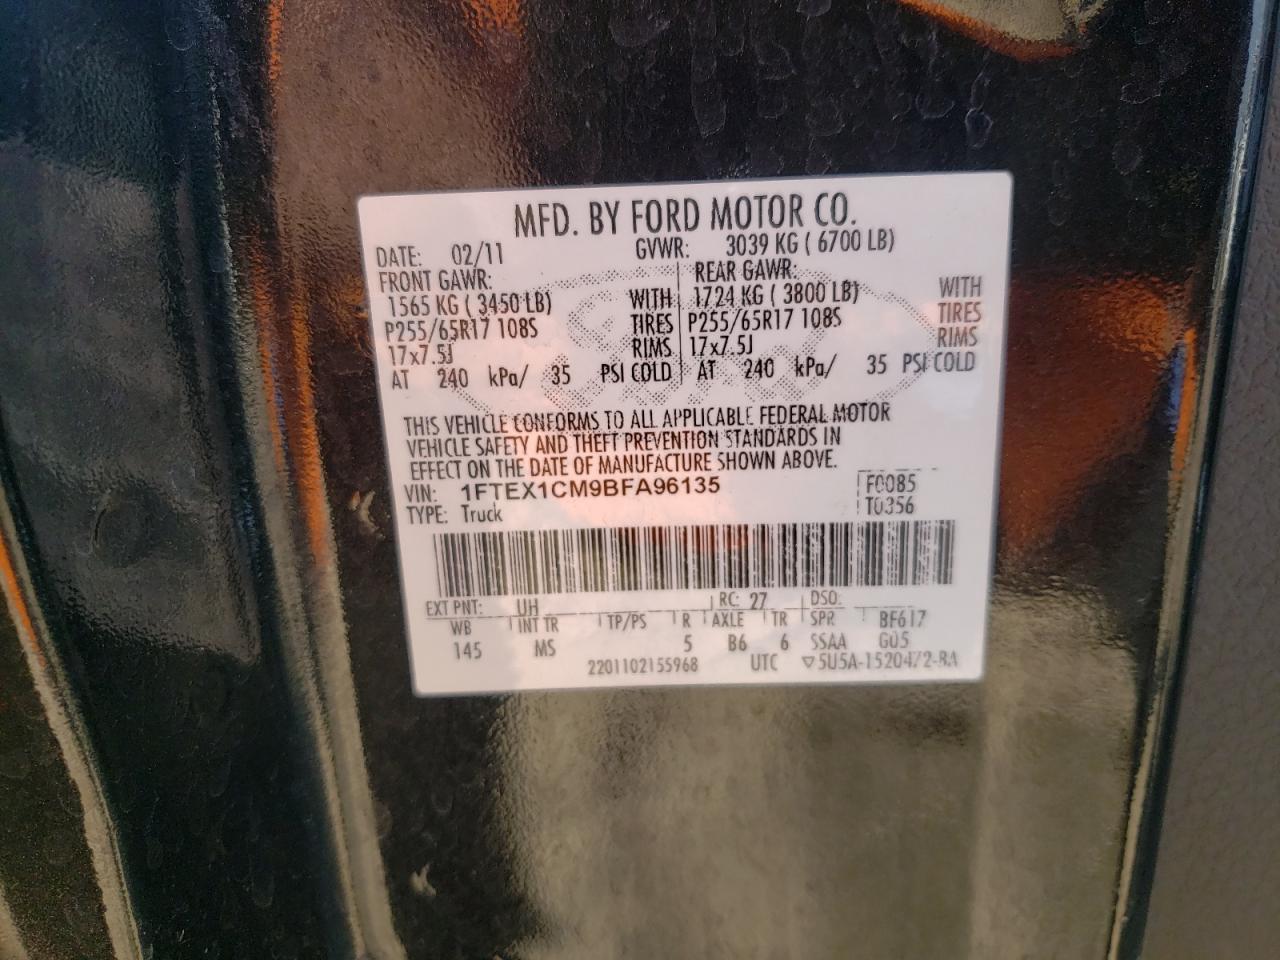 MFD. BY FORD MOTOR CO.
DATE: 02/11 GVWR: 3039 KG ( 6700 LB)
FRONT GAWR: REAR GAWR:
1565 KG ( 3450 LB) WITH 1724 KG ( 3800 LB) WITH
P255/65R17 108S TIRES P255/65R17 108S TIRES
17x7.5J RIMS 17x7.5J RIMS
AT 240 kPa/ 35 PSI COLD AT 240 kPa/ 35 PSI COLD
THIS VEHICLE CONFORMS TO ALL APPLICABLE FEDERAL MOTOR
VEHICLE SAFETY AND THEFT PREVENTION STANDARDS IN
EFFECT ON THE DATE OF MANUFACTURE SHOWN ABOVE.
VIN: 1FTEX1CM9BFA96135 F0085
TYPE: Truck T0356
EXT PNT: UH RC: 27 DSO:
WB INT TR TP/PS R AXLE TR SPR BF617
145 MS 5 B6 6 SSAA G05
2201102155968 UTC ▽5U5A-1520472-BA